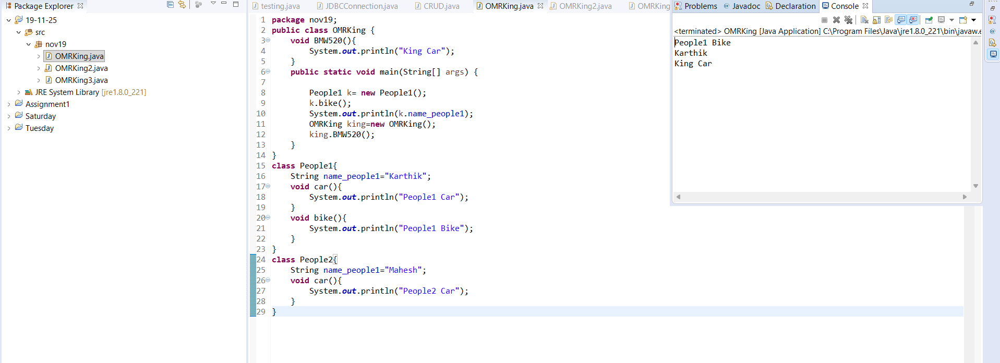 Package Explorer
19-11-25
src
nov19
OMRKing.java
OMRKing2.java
OMRKing3.java
JRE System Library [jre1.8.0_221]
Assignment1
Saturday
Tuesday
testing.java
JDBCConnection.java
CRUD.java
OMRKing.java
OMRKing2.java
OMRKing
1 package nov19;
2 public class OMRKing {
3 void BMW520(){
4 System.out.println("King Car");
5 }
6 public static void main(String[] args) {
7
8 People1 k= new People1();
9 k.bike();
10 System.out.println(k.name_people1);
11 OMRKing king=new OMRKing();
12 king.BMW520();
13 }
14 }
15 class People1{
16 String name_people1="Karthik";
17 void car(){
18 System.out.println("People1 Car");
19 }
20 void bike(){
21 System.out.println("People1 Bike");
22 }
23 }
24 class People2{
25 String name_people1="Mahesh";
26 void car(){
27 System.out.println("People2 Car");
28 }
29 }
Problems
@ Javadoc
Declaration
Console
<terminated> OMRKing [Java Application] C:\Program Files\Java\jre1.8.0_221\bin\javaw.e
People1 Bike
Karthik
King Car